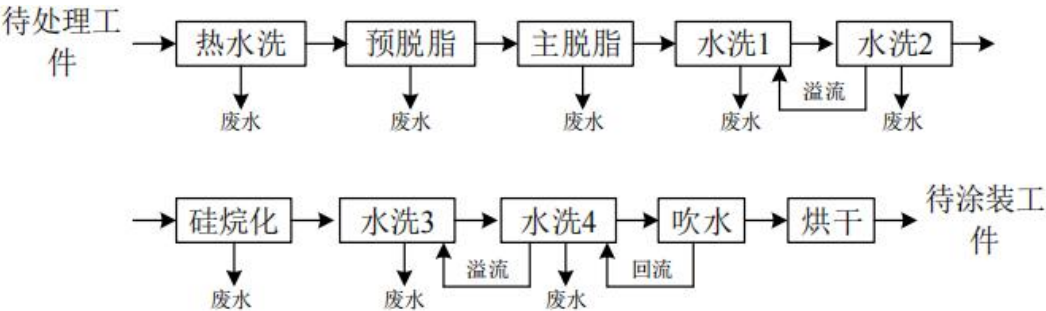 待处理工
件
热水洗
预脱脂
主脱脂
水洗1
水洗2
溢流
废水
废水
废水
废水
废水
硅烷化
水洗3
水洗4
吹水
烘干
待涂装工
件
溢流
回流
废水
废水
废水